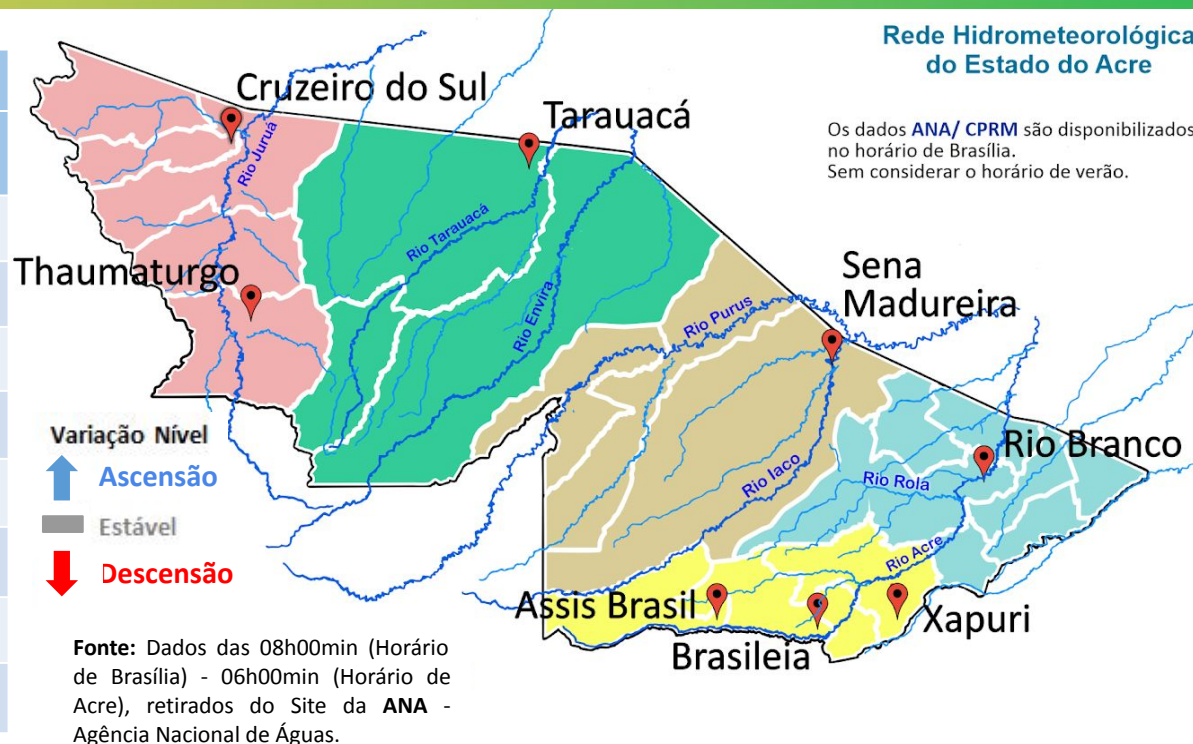 Rede Hidrometeorológica
do Estado do Acre
Os dados ANA/ CPRM são disponibilizados
no horário de Brasília.
Sem considerar o horário de verão.
Cruzeiro do Sul
Tarauacá
Rio Juruá
Rio Tarauacá
Thaumaturgo
Rio Envira
Sena
Madureira
Rio Purus
Variação Nível
Ascensão
Estável
Descensão
Rio Branco
Rio Iaco
Rio Rola
Rio Acre
Assis Brasil
Xapuri
Brasileia
Fonte: Dados das 08h00min (Horário
de Brasília) - 06h00min (Horário de
Acre), retirados do Site da ANA -
Agência Nacional de Águas.